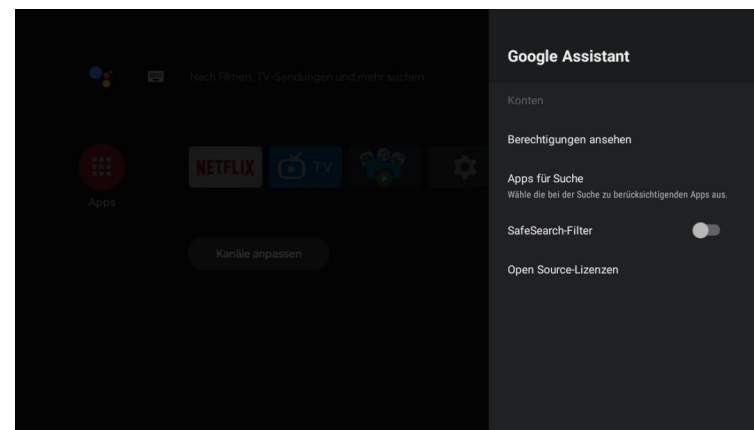 Google Assistant
Nach Filmen, TV-Sendungen und mehr suchen
Konten
Berechtigungen ansehen
NETFLIX
TV
Apps für Suche
Wähle die bei der Suche zu berücksichtigenden Apps aus.
Apps
SafeSearch-Filter
Kanäle anpassen
Open Source-Lizenzen